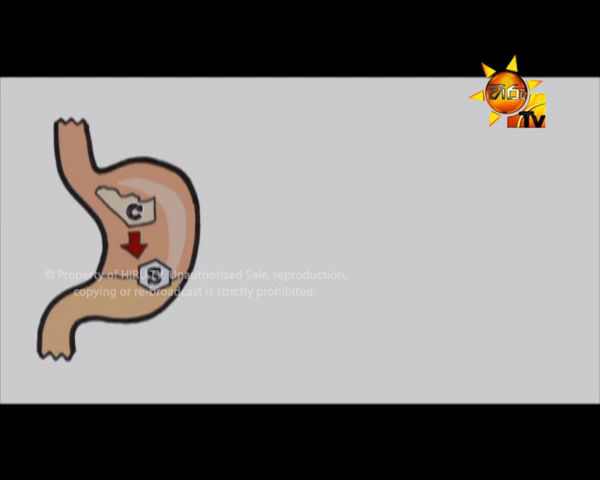 හිරු
TV
C
© Property of HIRU TV. Unauthorized Sale, reproduction,
S
copying or re-broadcast is strictly prohibited.